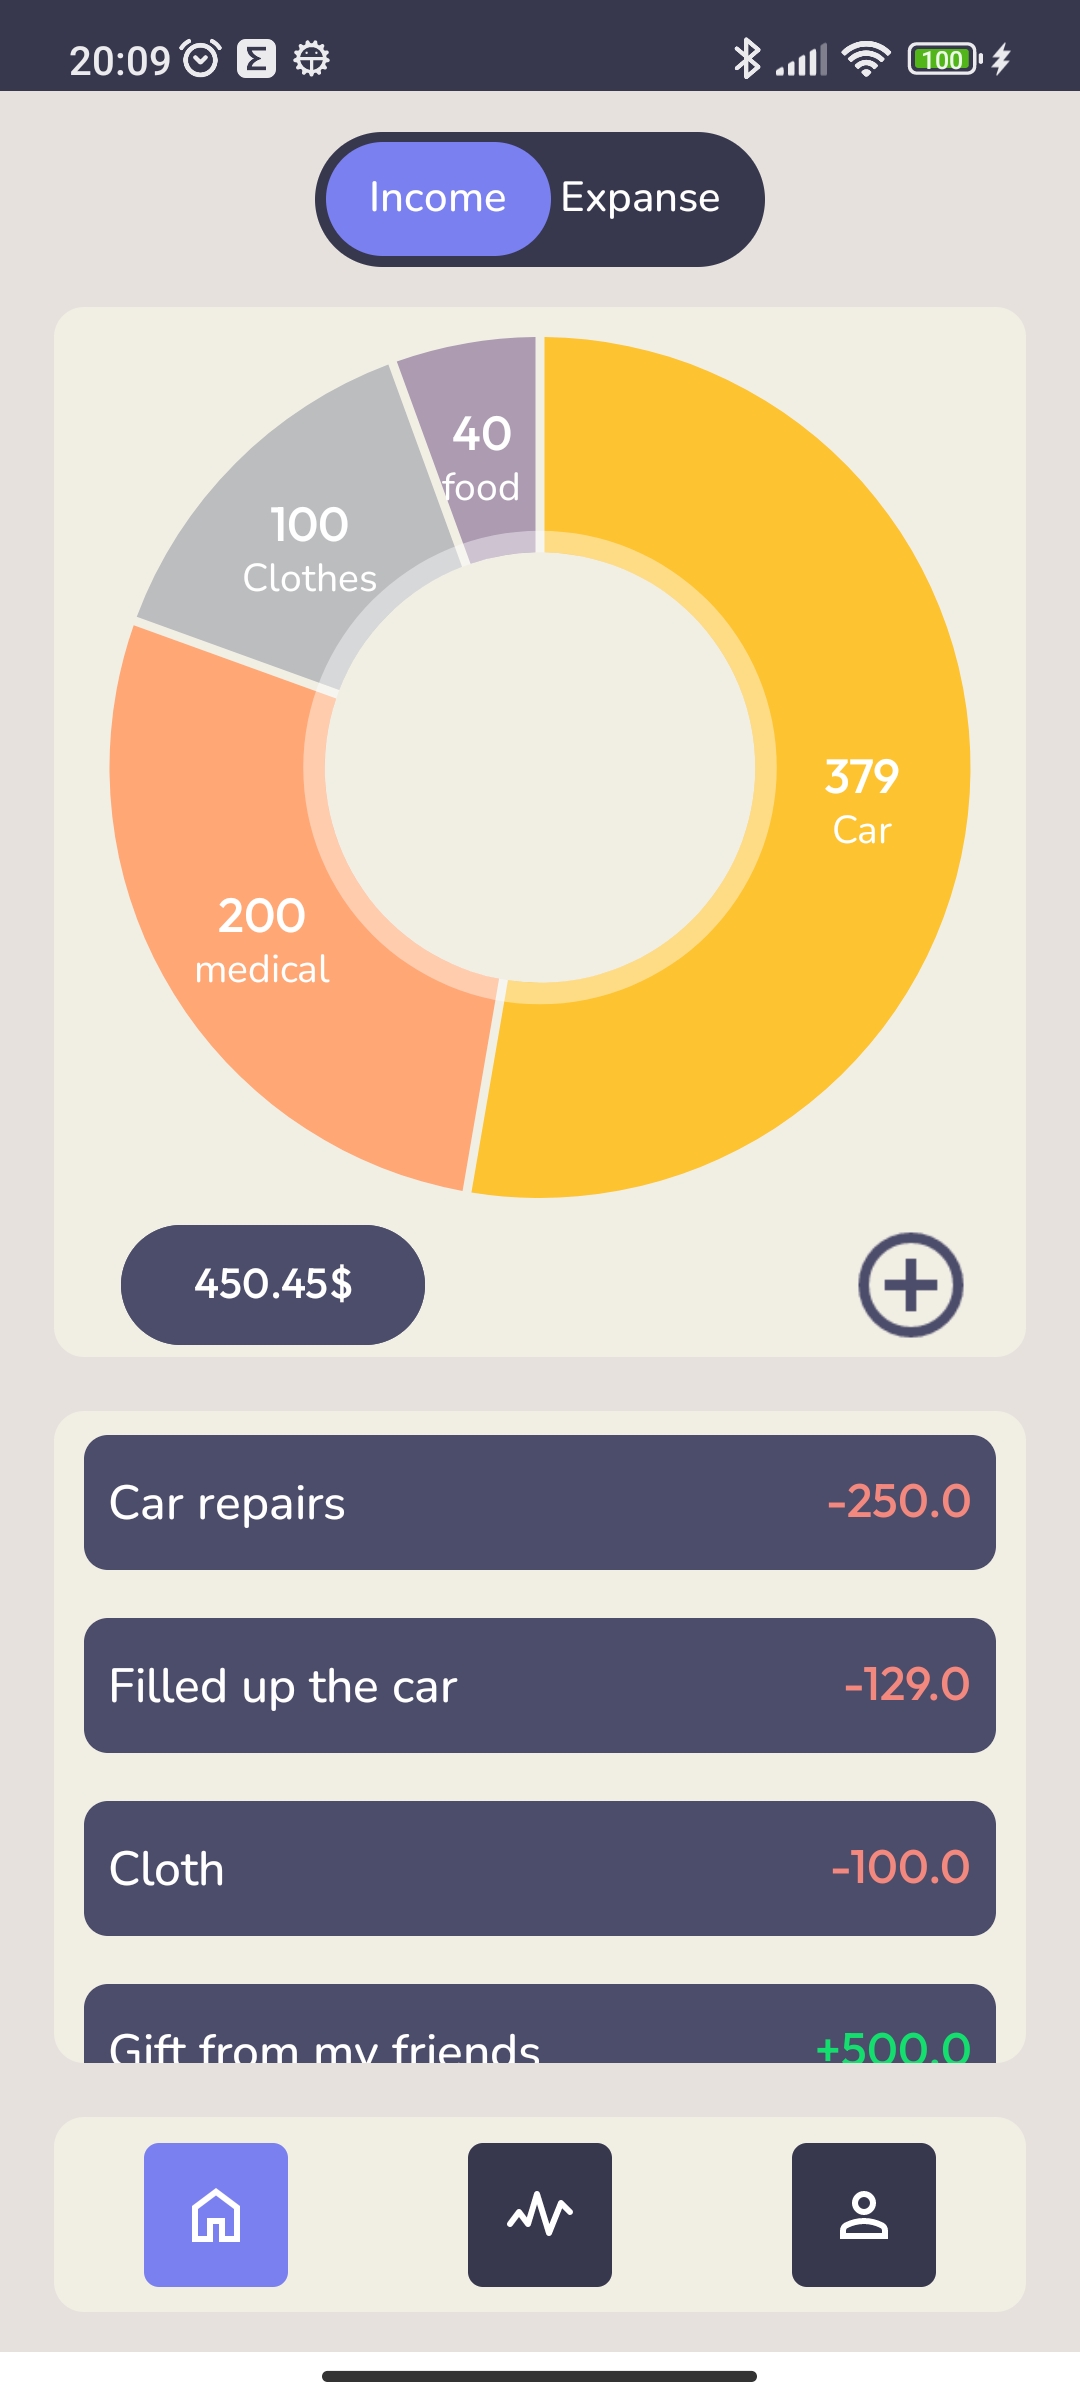 20:09 100
Income Expanse
40
food
100
Clothes
379
Car
200
medical
450.45$
Car repairs -250.0
Filled up the car -129.0
Cloth -100.0
Gift from my friends +500.0